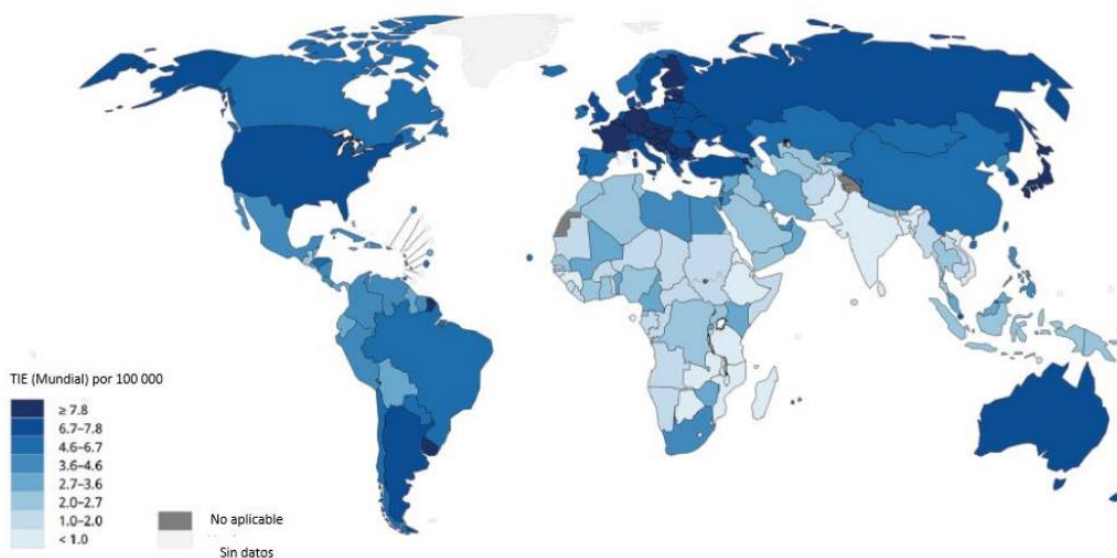 TIE (Mundial) por 100 000
≥ 7.8
6.7–7.8
4.6–6.7
3.6–4.6
2.7–3.6
2.0–2.7
1.0–2.0
< 1.0
No aplicable
Sin datos